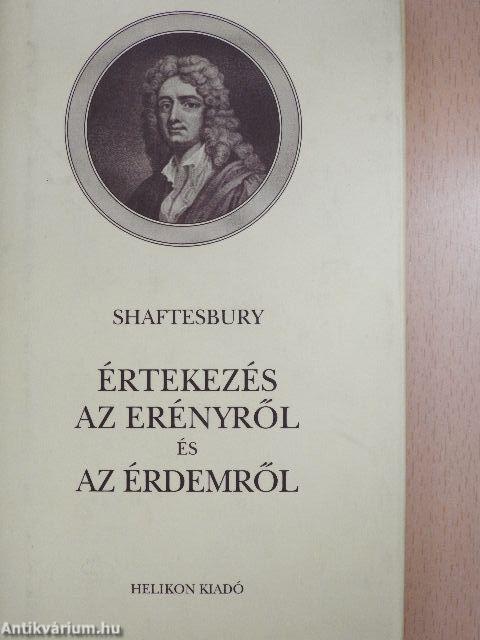 SHAFTESBURY
ÉRTEKEZÉS
AZ ERÉNYRŐL
ÉS
AZ ÉRDEMRŐL
HELIKON KIADÓ
Antikvárium.hu